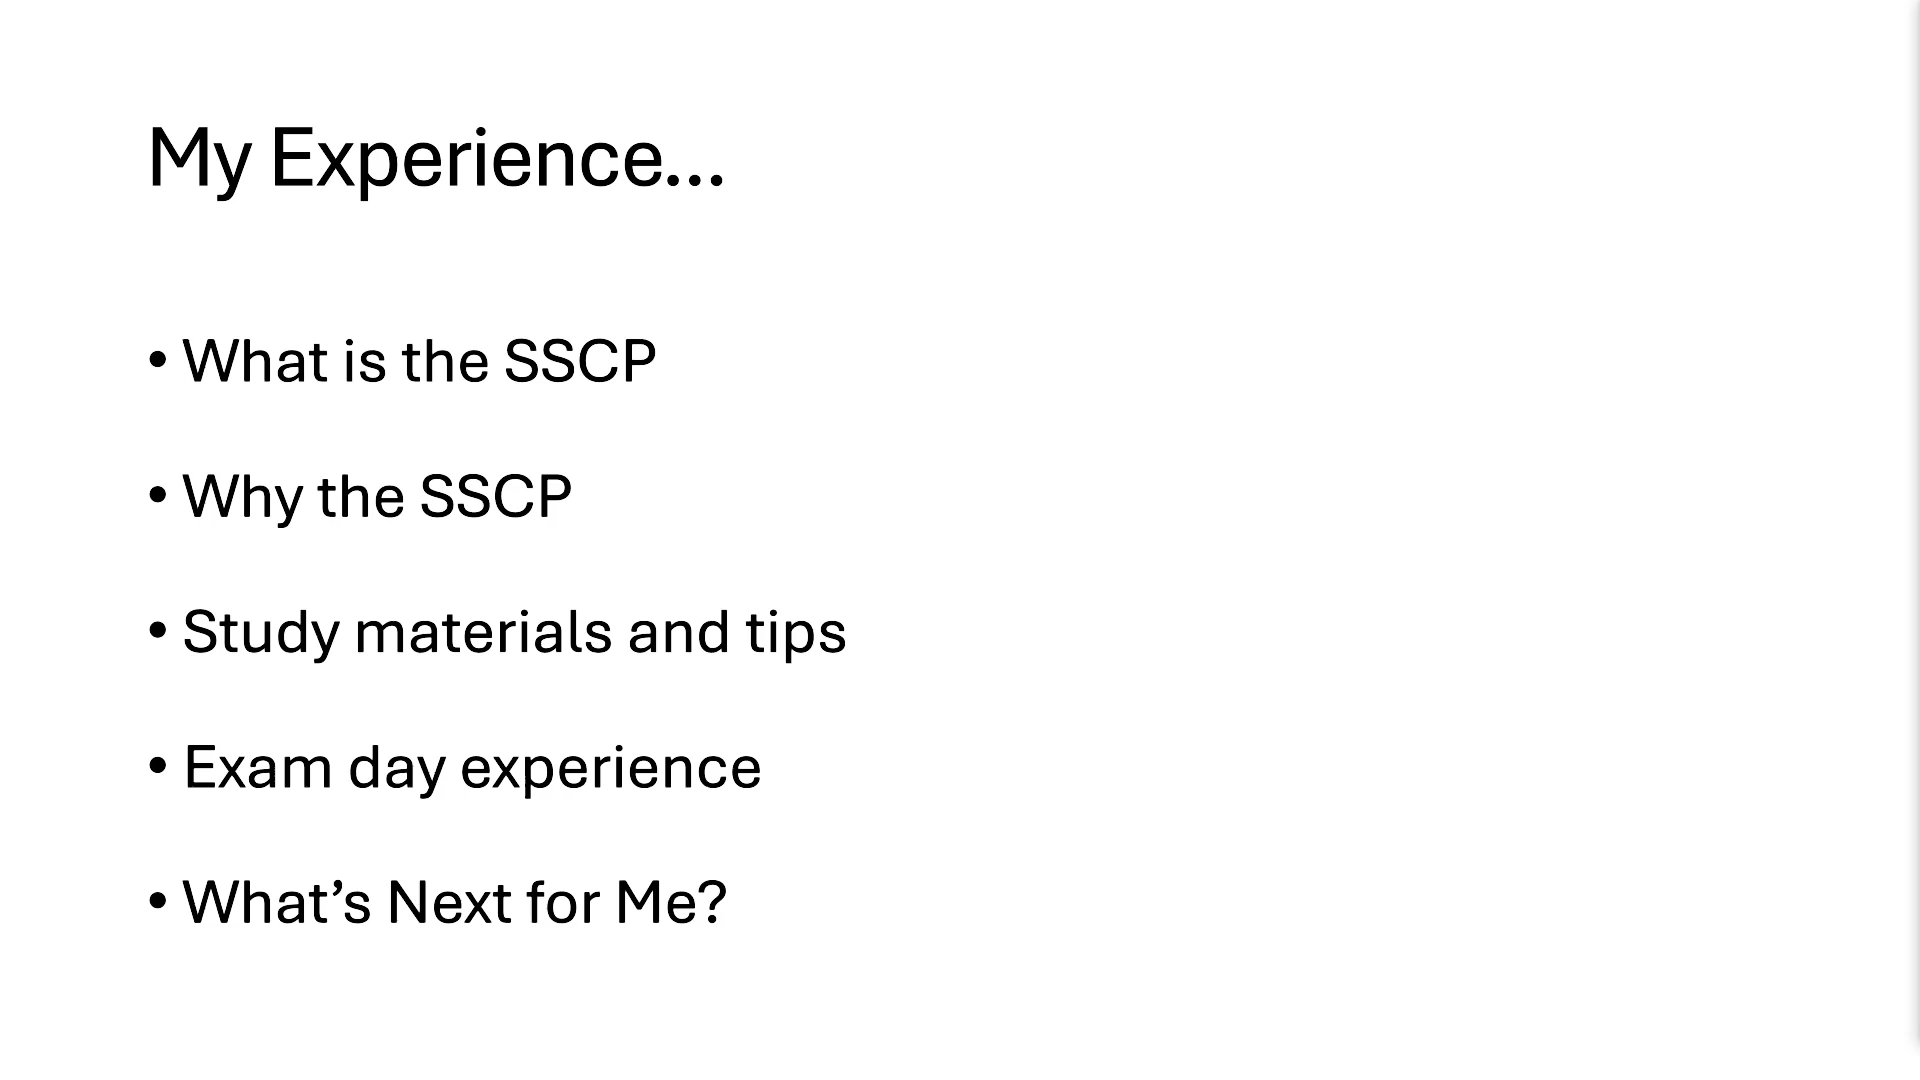 My Experience...
• What is the SSCP
• Why the SSCP
• Study materials and tips
• Exam day experience
• What’s Next for Me?